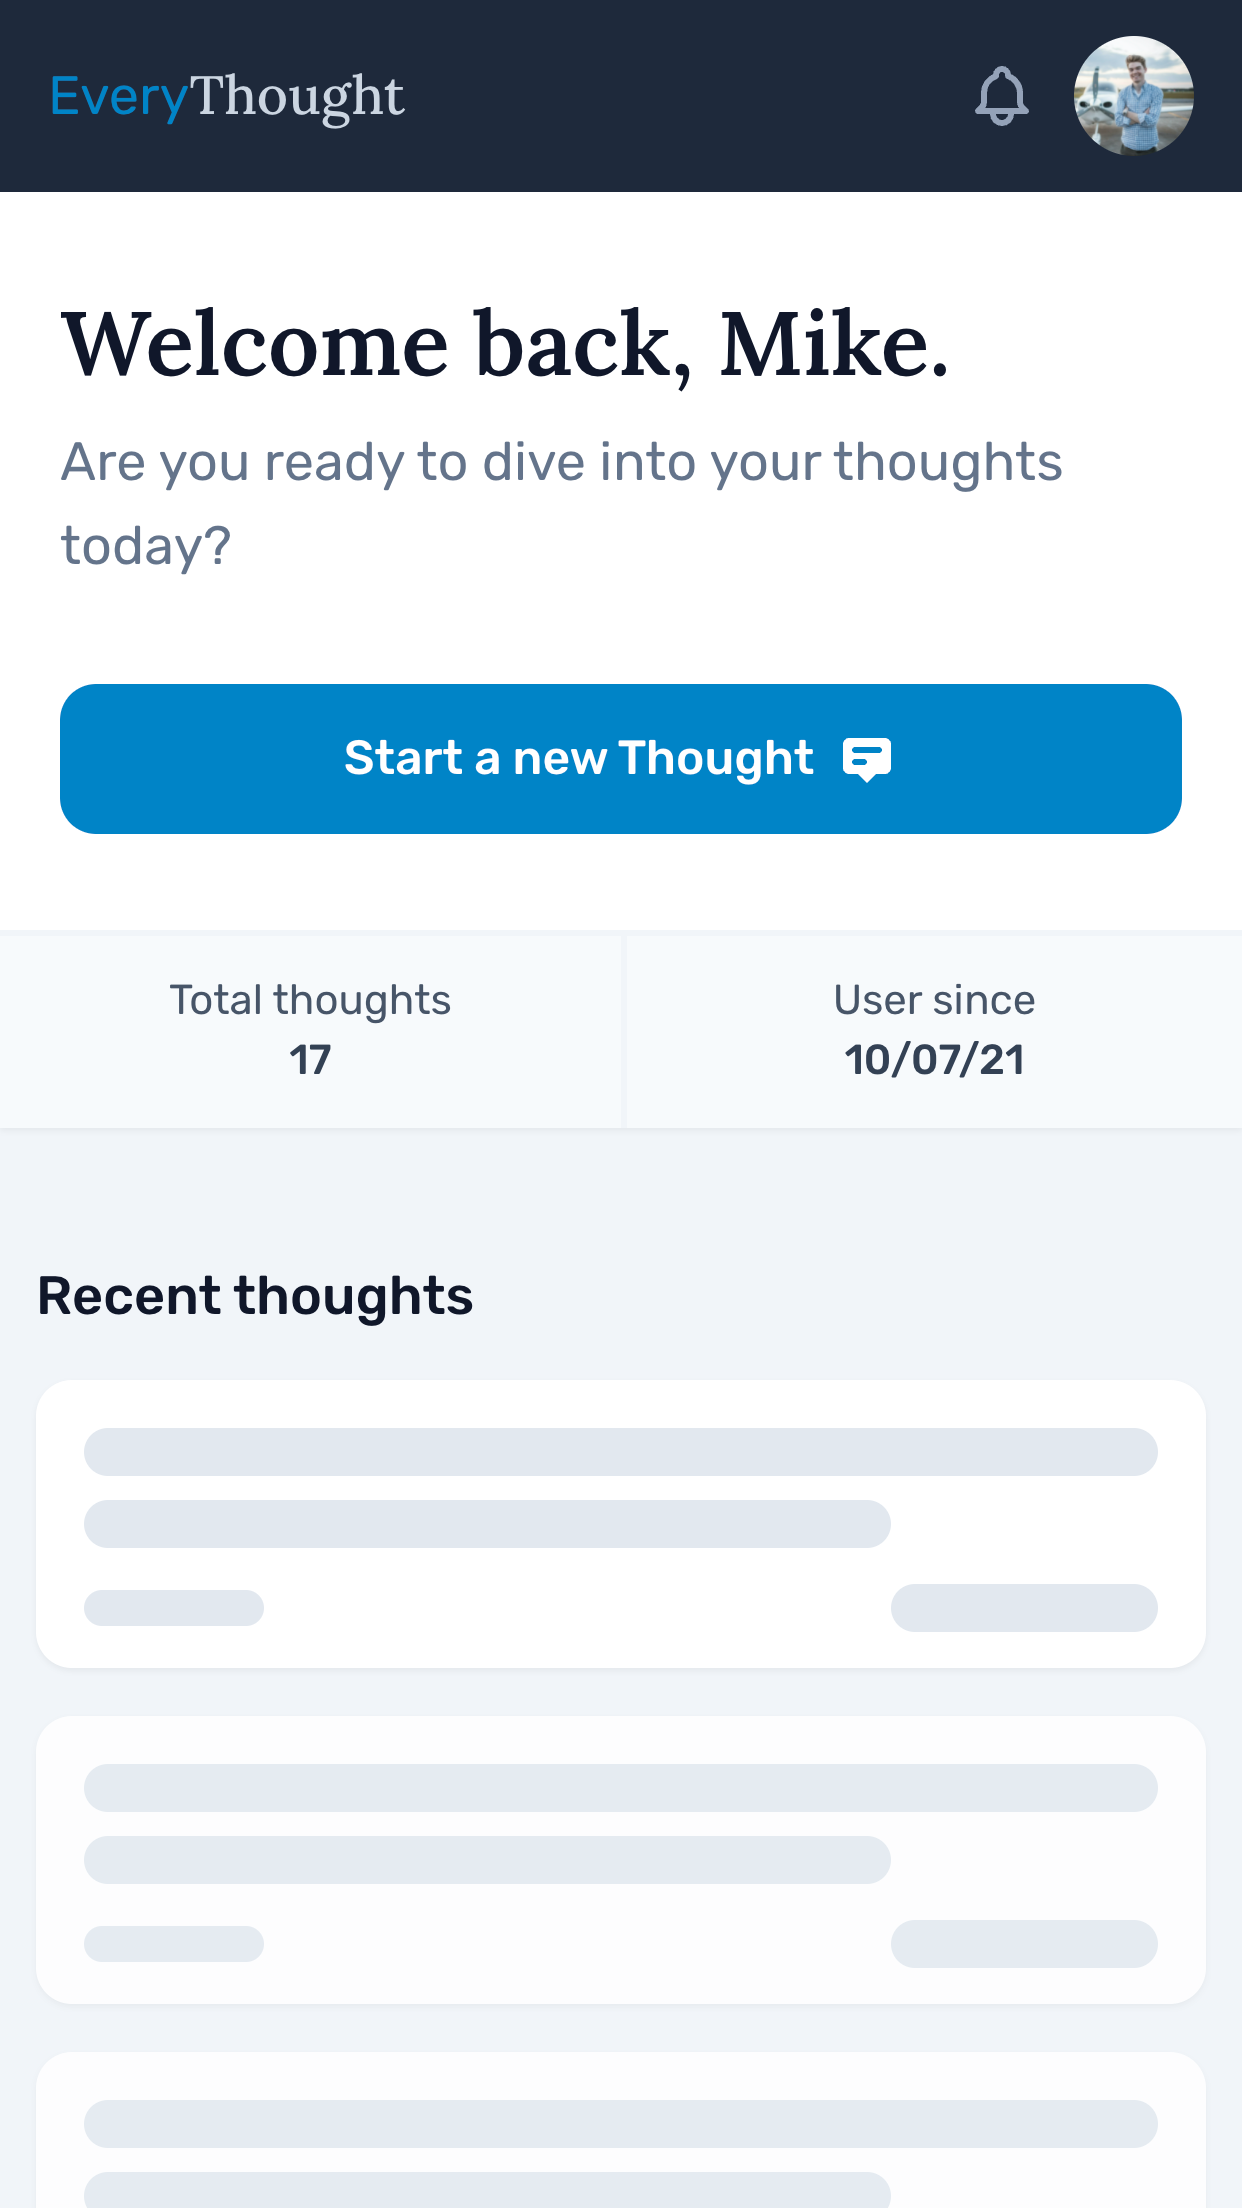 EveryThought
Welcome back, Mike.
Are you ready to dive into your thoughts
today?
Start a new Thought
Total thoughts
17
User since
10/07/21
Recent thoughts